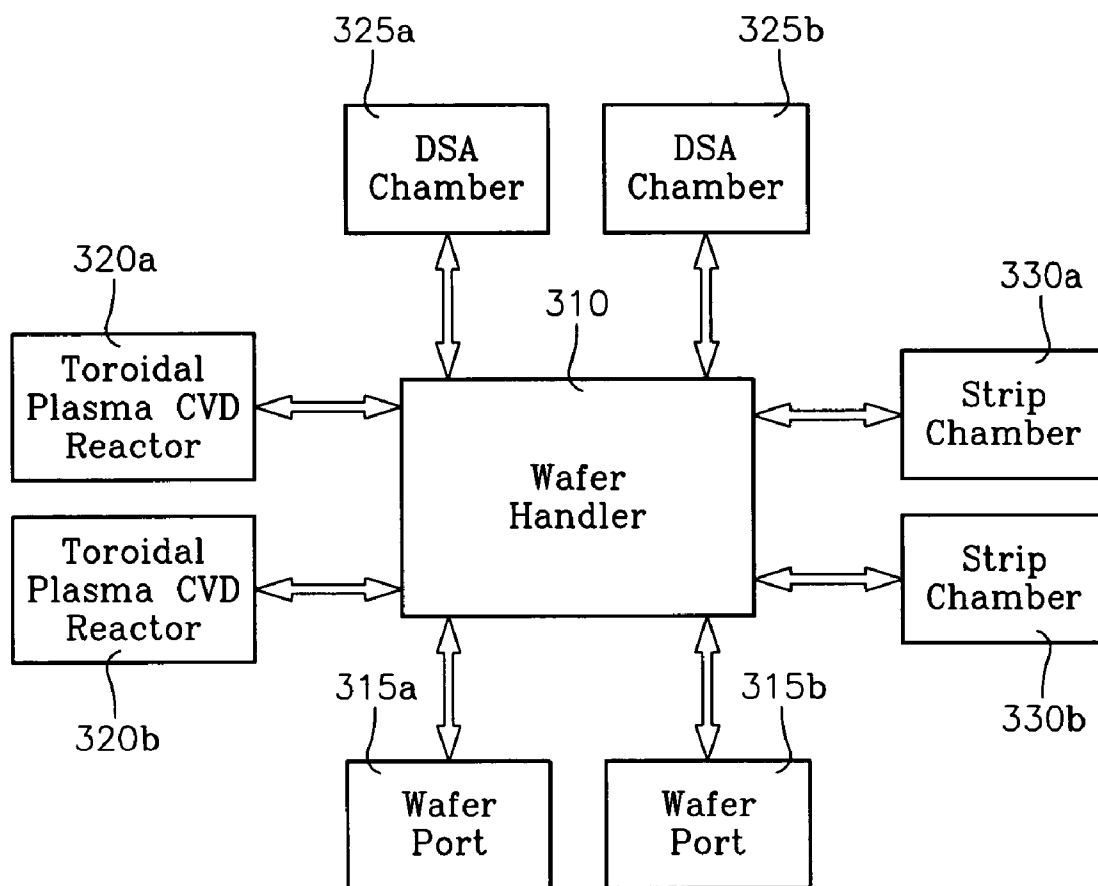 325a
325b
DSA
Chamber
DSA
Chamber
320a
310
330a
Toroidal
Plasma CVD
Reactor
Strip
Chamber
Wafer
Handler
Toroidal
Plasma CVD
Reactor
Strip
Chamber
320b
315a
315b
330b
Wafer
Port
Wafer
Port